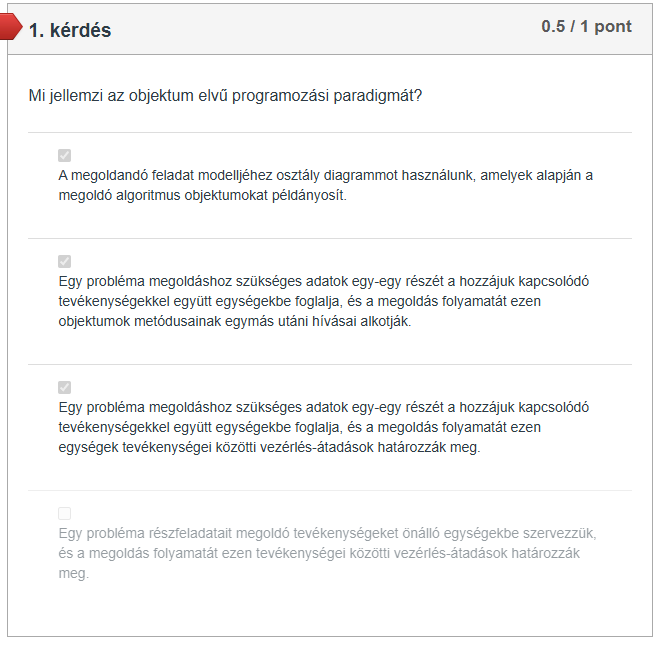 1. kérdés
0.5 / 1 pont
Mi jellemzi az objektum elvű programozási paradigmát?
A megoldandó feladat modelljéhez osztály diagrammot használunk, amelyek alapján a
megoldó algoritmus objektumokat példányosít.
Egy probléma megoldáshoz szükséges adatok egy-egy részét a hozzájuk kapcsolódó
tevékenységekkel együtt egységekbe foglalja, és a megoldás folyamatát ezen
objektumok metódusainak egymás utáni hívásai alkotják.
Egy probléma megoldáshoz szükséges adatok egy-egy részét a hozzájuk kapcsolódó
tevékenységekkel együtt egységekbe foglalja, és a megoldás folyamatát ezen
egységek tevékenységei közötti vezérlés-átadások határozzák meg.
Egy probléma részfeladatait megoldó tevékenységeket önálló egységekbe szervezzük,
és a megoldás folyamatát ezen tevékenységei közötti vezérlés-átadások határozzák
meg.